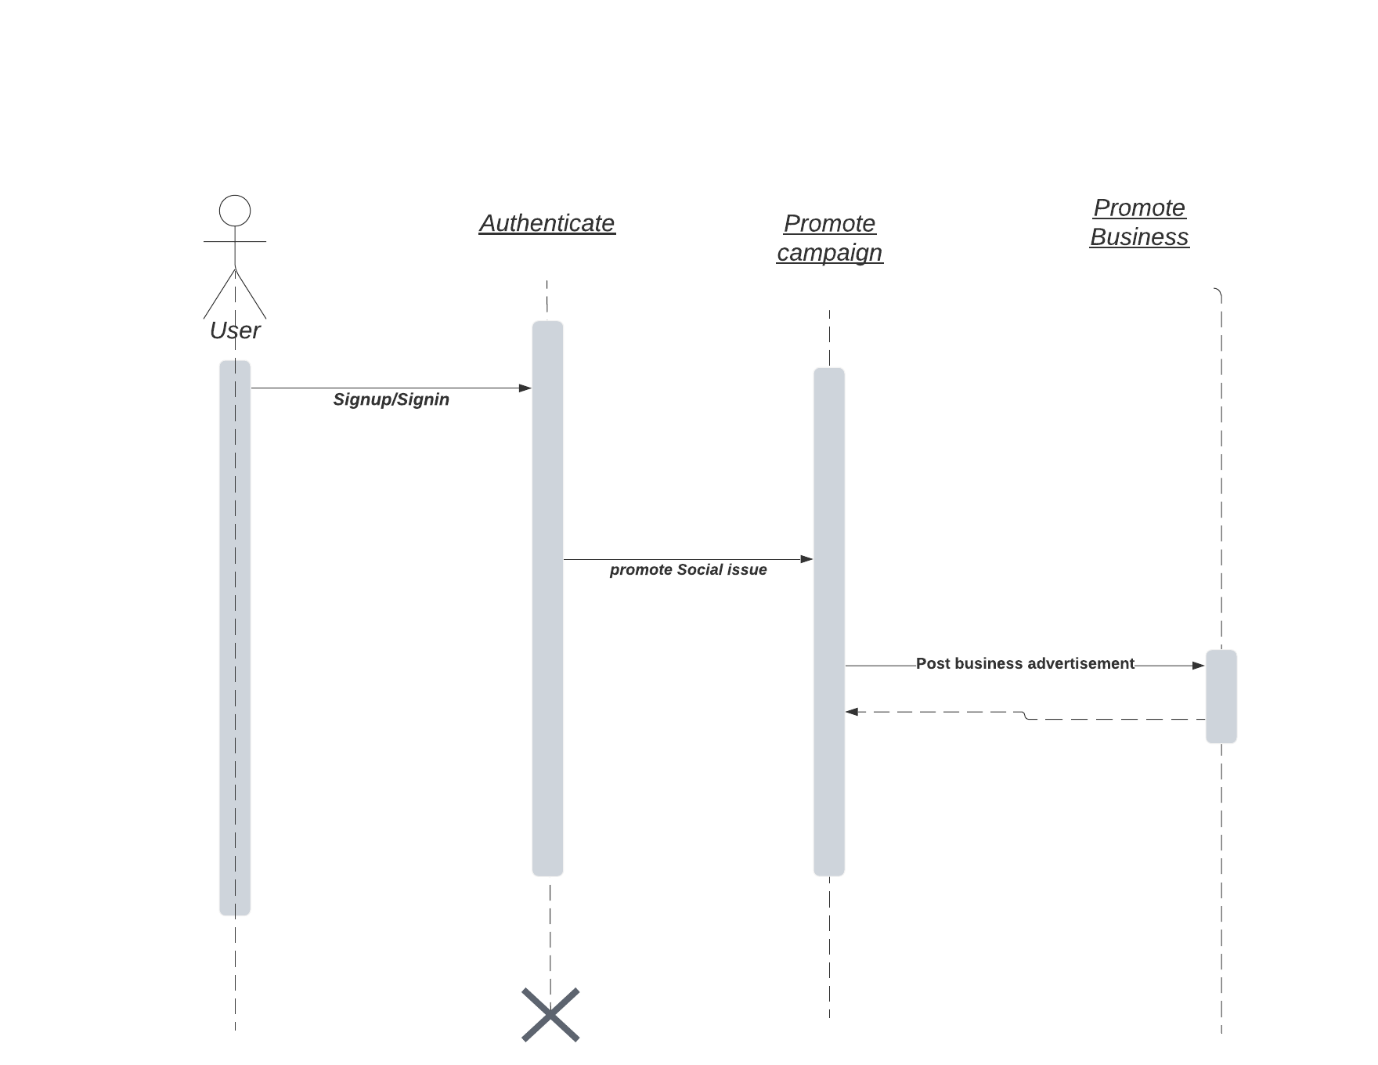 User
Authenticate
Promote
campaign
Promote
Business
Signup/Signin
promote Social issue
Post business advertisement